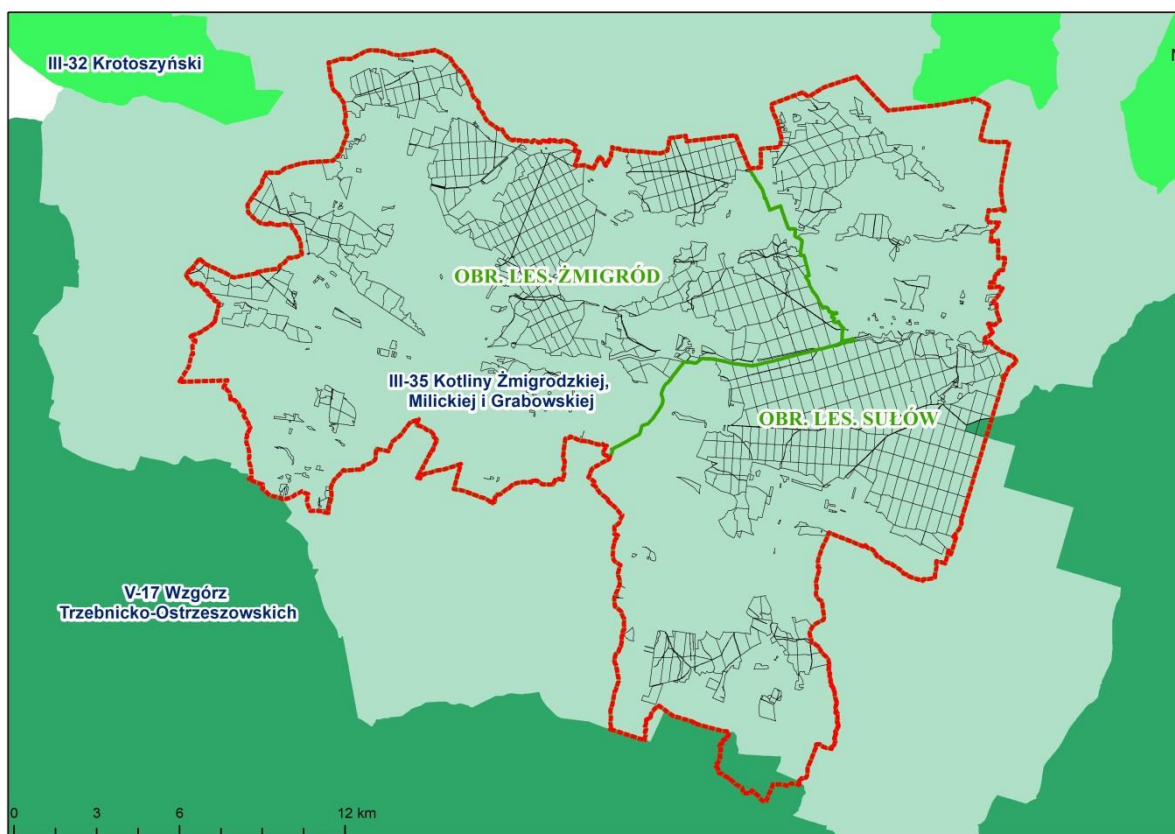 III-32 Krotoszyński
N
OBR. LES. ŻMIGRÓD
III-35 Kotliny Żmigrodzkiej,
Milickiej i Grabowskiej
OBR. LES. SUŁÓW
V-17 Wzgórz
Trzebnicko-Ostrzeszowskich
0 3 6 12 km